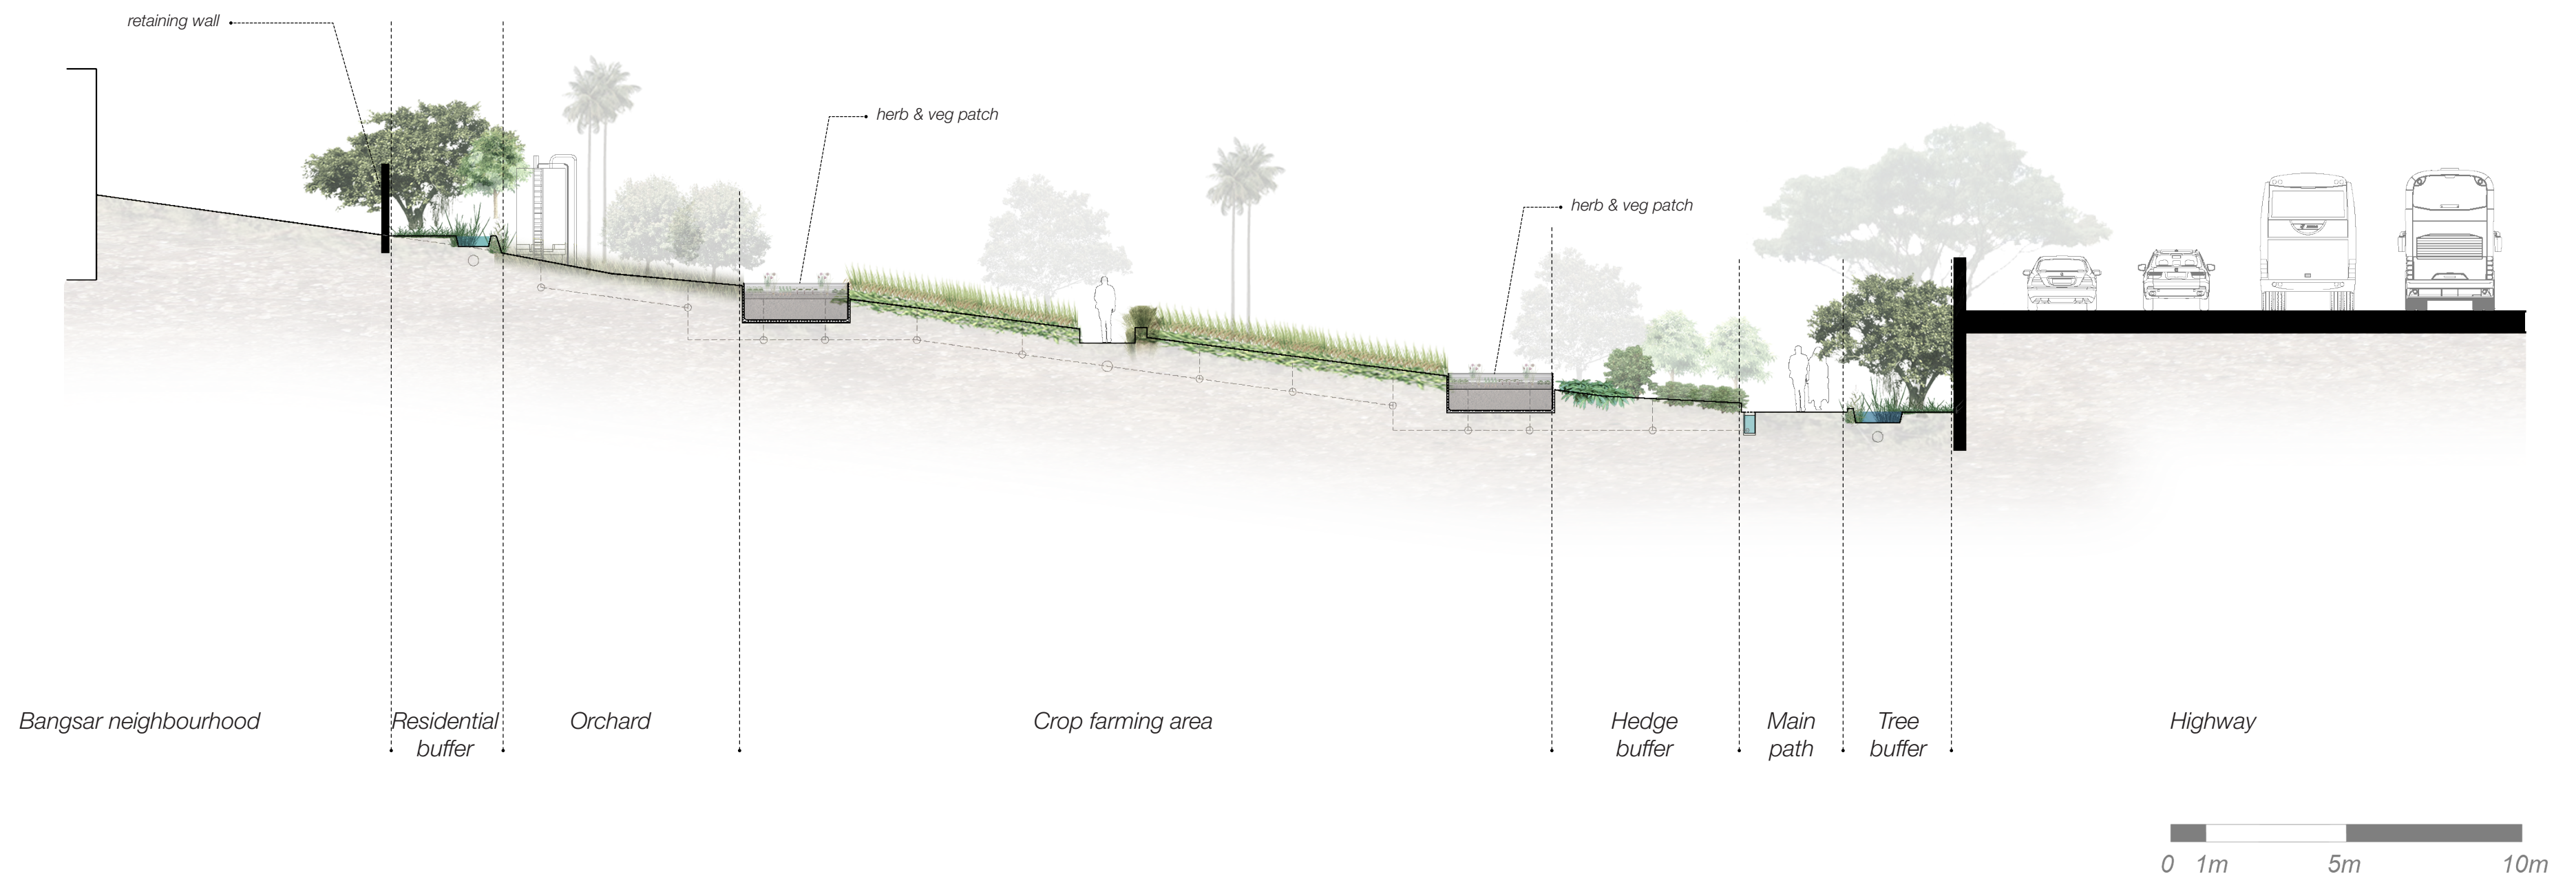 retaining wall
herb & veg patch
herb & veg patch
Bangsar neighbourhood
Residential
buffer
Orchard
Crop farming area
Hedge
buffer
Main
path
Tree
buffer
Highway
0 1m 5m 10m